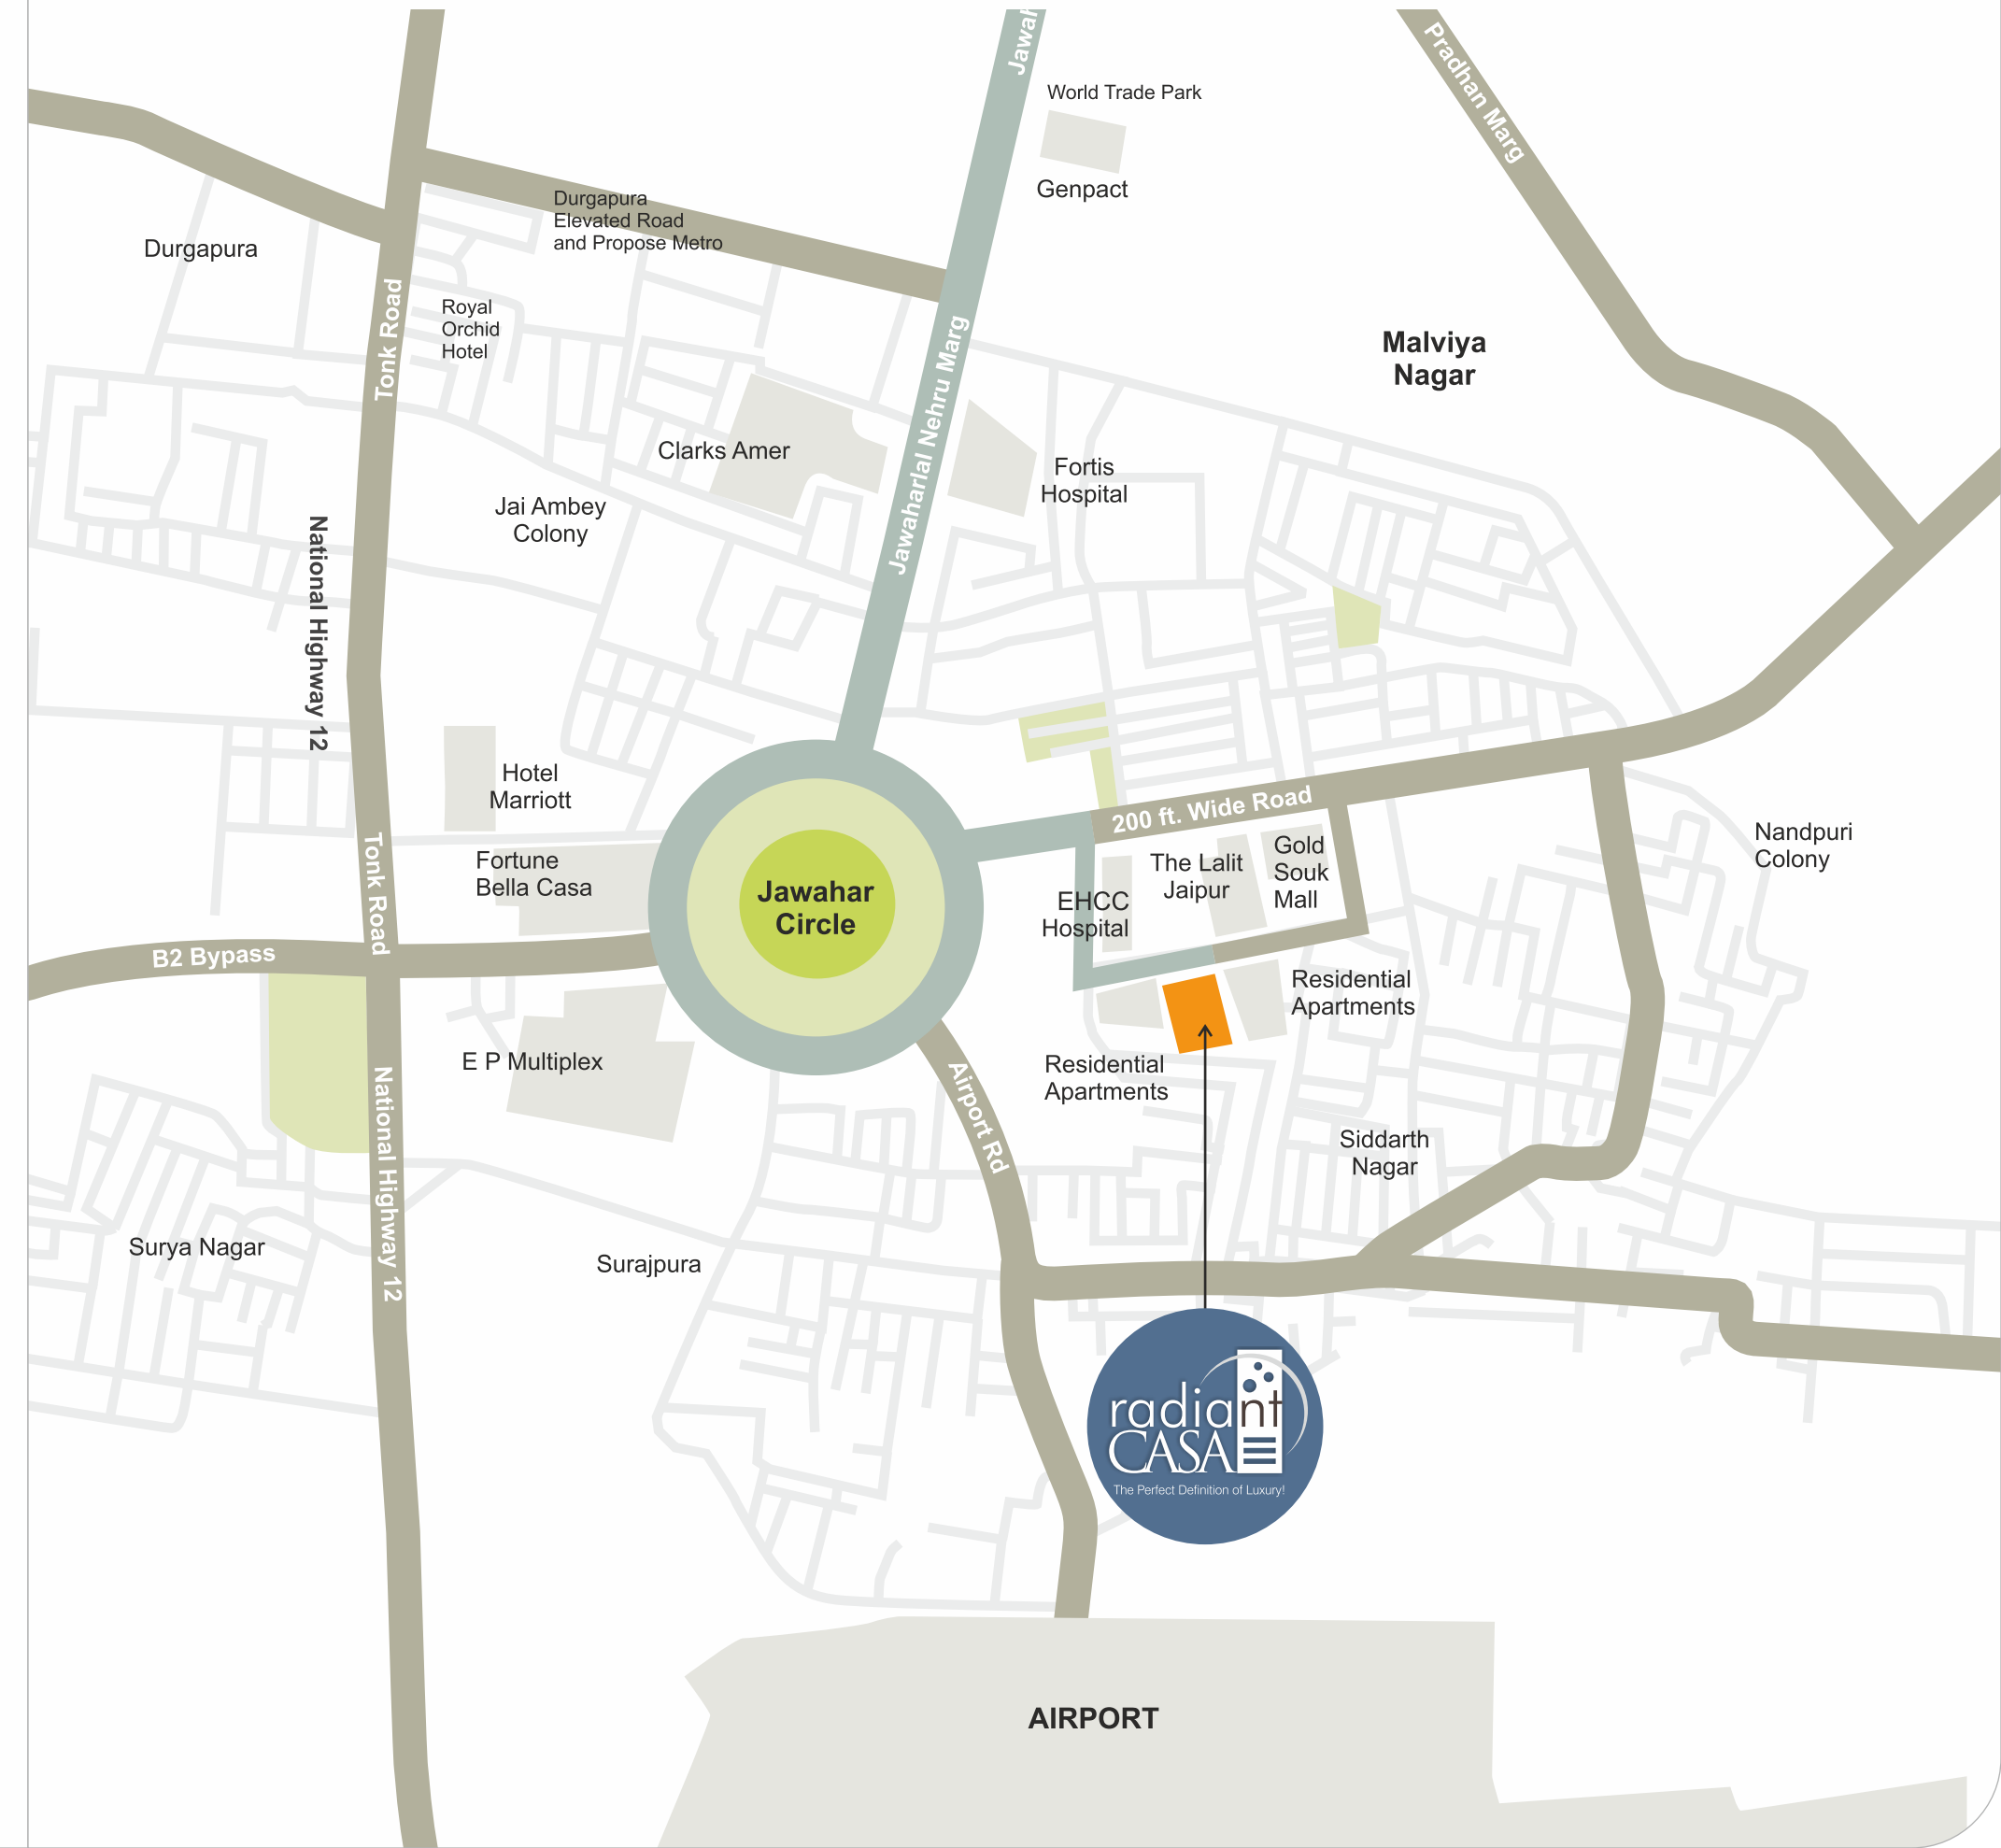 Jawah
Pradhan Marg
World Trade Park
Genpact
Durgapura
Elevated Road
and Propose Metro
Durgapura
Tonk Road
Royal
Orchid
Hotel
Jawaharlal Nehru Marg
Malviya
Nagar
Clarks Amer
Fortis
Hospital
Jai Ambey
Colony
National Highway 12
Hotel
Marriott
200 ft. Wide Road
Tonk Road
Fortune
Bella Casa
Jawahar
Circle
EHCC
Hospital
The Lalit
Jaipur
Gold
Souk
Mall
Nandpuri
Colony
B2 Bypass
Residential
Apartments
E P Multiplex
Residential
Apartments
Airport Rd
National Highway 12
Siddarth
Nagar
Surya Nagar
Surajpura
radiant
CASA
The Perfect Definition of Luxury!
AIRPORT